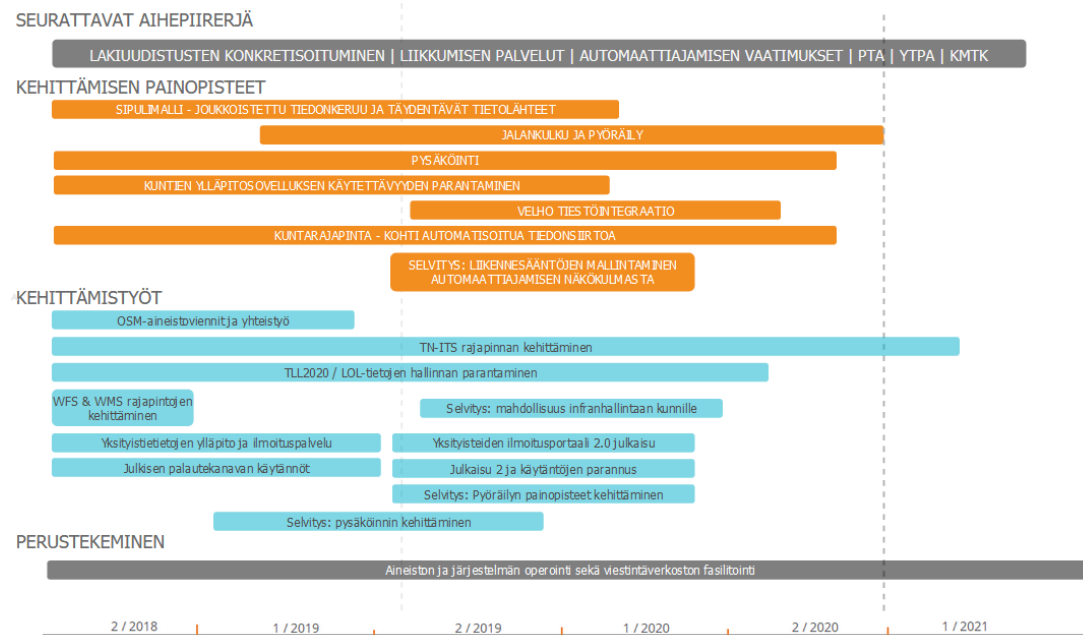 SEURATTAVAT AIHEPIIRERJÄ
LAKIUUDISTUSTEN KONKRETISOITUMINEN | LIIKKUMISEN PALVELUT | AUTOMAATTIAJAMISEN VAATIMUKSET | PTA | YTPA | KMTK
KEHITTÄMISEN PAINOPISTEET
SIPULIMALLI - JOUKKOISTETTU TIEDONKERUU JA TÄYDENTÄVÄT TIETOLÄHTEET
JALANKULKU JA PYÖRÄILY
PYSÄKÖINTI
KUNTIEN YLLÄPITOSOVELLUKSEN KÄYTETTÄVYYDEN PARANTAMINEN
VELHO TIESTÖINTEGRAATIO
KUNTARAJAPINTA - KOHTI AUTOMATISOITUA TIEDONSIIRTOA
SELVITYS: LIIKENNESÄÄNTÖJEN MALLINTAMINEN
AUTOMAATTIAJAMISEN NÄKÖKULMASTA
KEHITTÄMISTYÖT
OSM-aineistoviennit ja yhteistyö
TN-ITS rajapinnan kehittäminen
TLL2020 / LOL-tietojen hallinnan parantaminen
WFS & WMS rajapintojen
kehittäminen
Selvitys: mahdollisuus infranhallintaan kunnille
Yksityistietietojen ylläpito ja ilmoituspalvelu
Yksityisteiden ilmoitusportaali 2.0 julkaisu
Julkisen palautekanavan käytännöt
Julkaisu 2 ja käytäntöjen parannus
Selvitys: Pyöräilyn painopisteet kehittäminen
Selvitys: pysäköinnin kehittäminen
PERUSTEKEMINEN
Aineiston ja järjestelmän operointi sekä viestintäverkoston fasilitointi
2 / 2018
1 / 2019
2 / 2019
1 / 2020
2 / 2020
1 / 2021